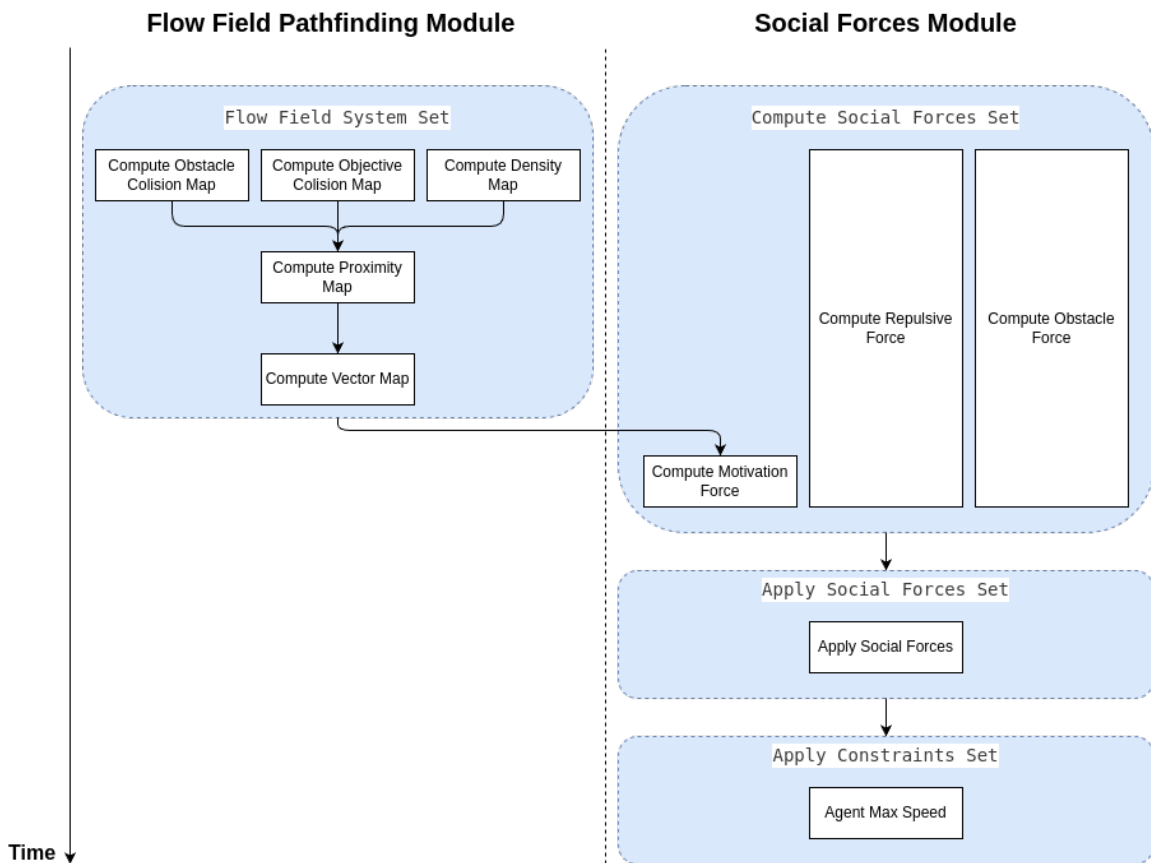 Flow Field Pathfinding Module
Social Forces Module
Flow Field System Set
Compute Obstacle
Colision Map
Compute Objective
Colision Map
Compute Density
Map
Compute Proximity
Map
Compute Vector Map
Compute Social Forces Set
Compute Repulsive
Force
Compute Obstacle
Force
Compute Motivation
Force
Apply Social Forces Set
Apply Social Forces
Apply Constraints Set
Agent Max Speed
Time